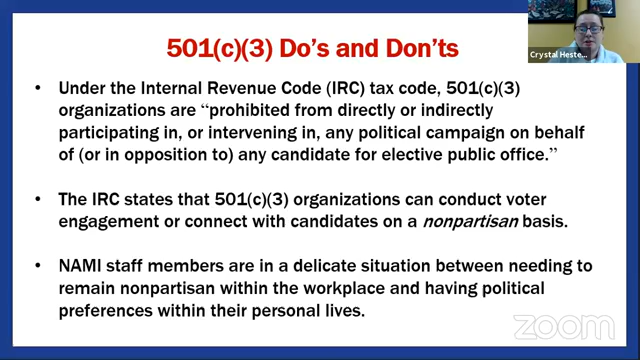 501(c)(3) Do's and Don'ts
Crystal Heste...
• Under the Internal Revenue Code (IRC) tax code, 501(c)(3)
organizations are “prohibited from directly or indirectly
participating in, or intervening in, any political campaign on behalf
of (or in opposition to) any candidate for elective public office.”
• The IRC states that 501(c)(3) organizations can conduct voter
engagement or connect with candidates on a nonpartisan basis.
• NAMI staff members are in a delicate situation between needing to
remain nonpartisan within the workplace and having political
preferences within their personal lives.
zoom